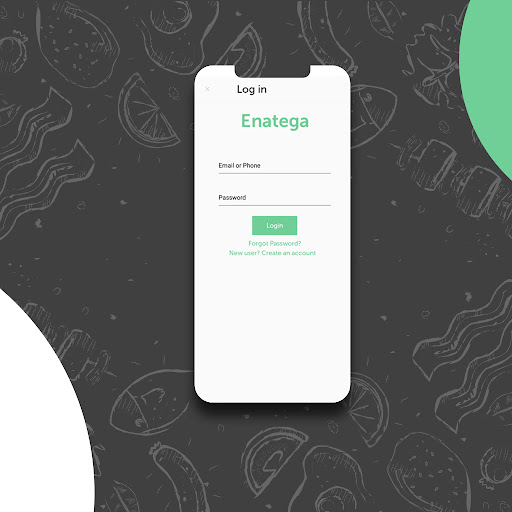 Log in
Enatega
Email or Phone
Password
Login
Forgot Password?
New user? Create an account